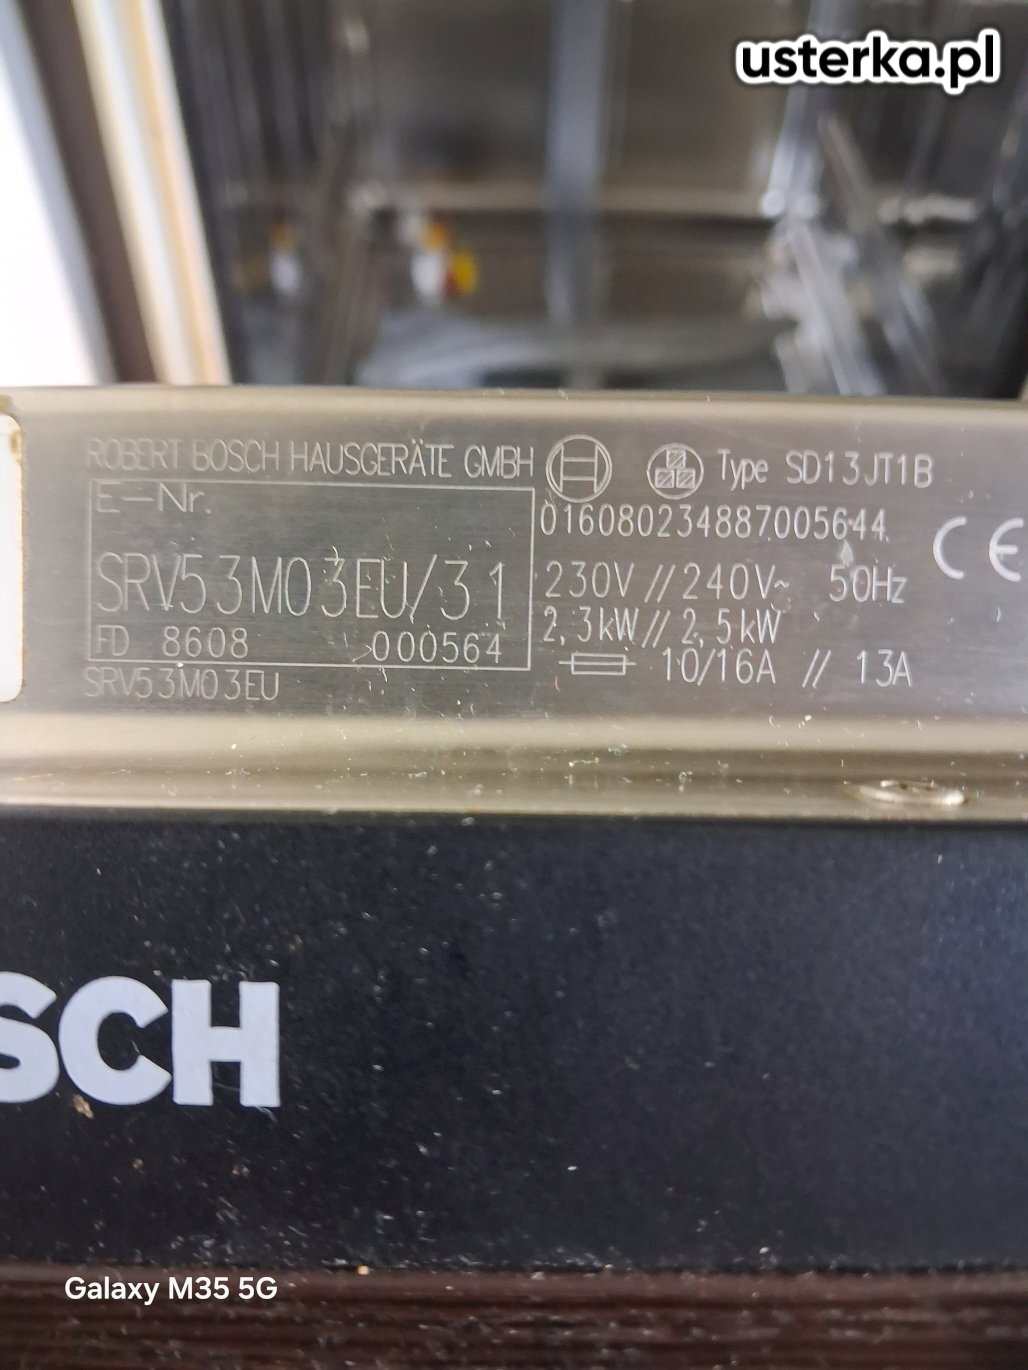 usterka.pl
ROBERT BOSCH HAUSGERÄTE GMBH
Type SD13JT1B
E-Nr.
016080234887005644
SRV53M03EU/31
230V // 240V~ 50Hz
2,3kW // 2,5kW
FD 8608 000564
10/16A // 13A
SRV53M03EU
CE
SCH
Galaxy M35 5G